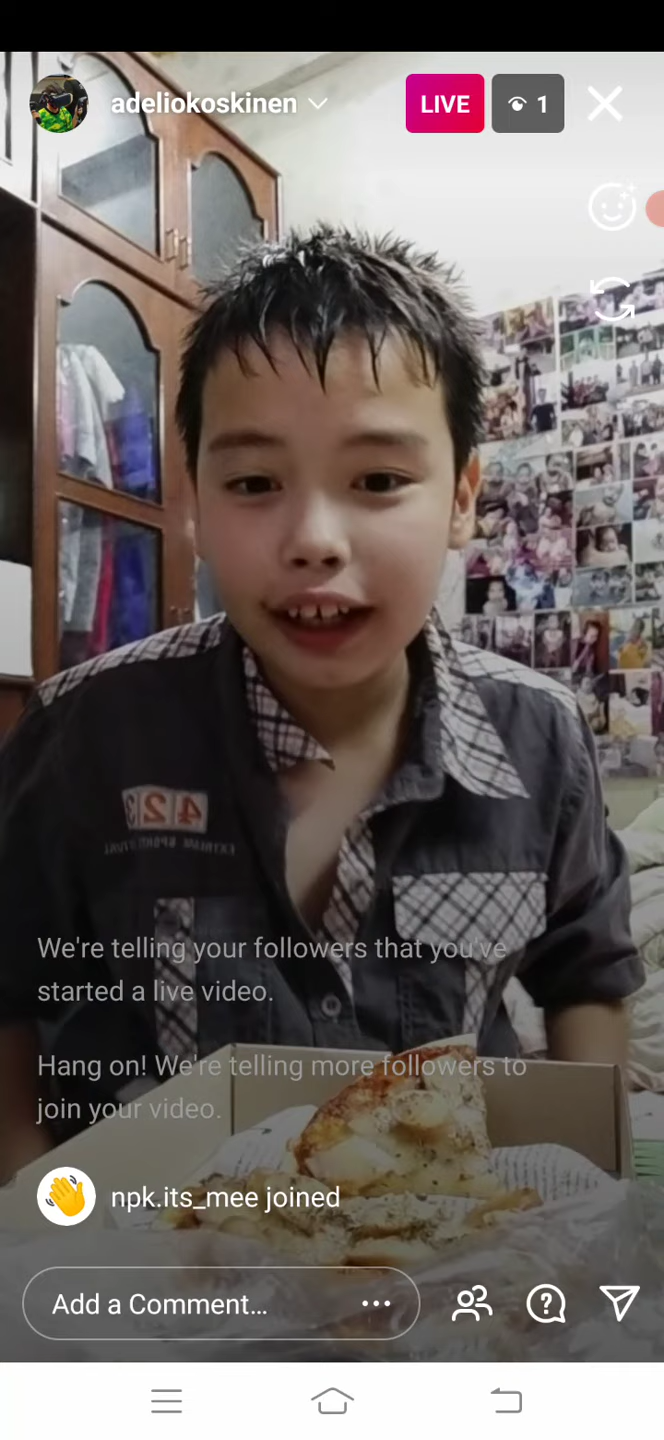 adeliokoskinen
LIVE
1
423
We're telling your followers that you've
started a live video.
Hang on! We're telling more followers to
join your video.
npk.its_mee joined
Add a Comment...